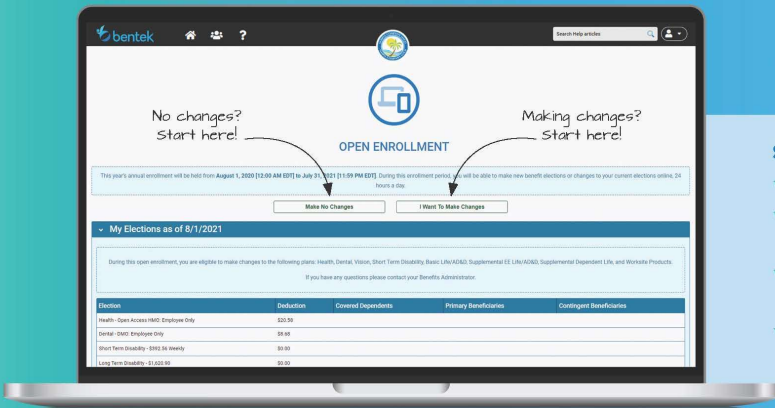 bentek
?
Search Help articles
No changes?
Start here!
Making changes?
Start here!
OPEN ENROLLMENT
This year's annual enrollment will be held from August 1, 2020 [12:00 AM EDT] to July 31, 2021 [11:59 PM EDT]. During this enrollment period, you will be able to make new benefit elections or changes to your current elections online, 24
hours a day.
Make No Changes
I Want To Make Changes
My Elections as of 8/1/2021
During this open enrollment, you are eligible to make changes to the following plans: Health, Dental, Vision, Short Term Disability, Basic Life/AD&D, Supplemental EE Life/AD&D, Supplemental Dependent Life, and Worksite Products.
If you have any questions please contact your Benefits Administrator.
Election Deduction Covered Dependents Primary Beneficiaries Contingent Beneficiaries
Health - Open Access HMO: Employee Only $20.50
Dental - DMO: Employee Only $8.68
Short Term Disability - $392.56 Weekly $0.00
Long Term Disability - $1,620.00 $0.00